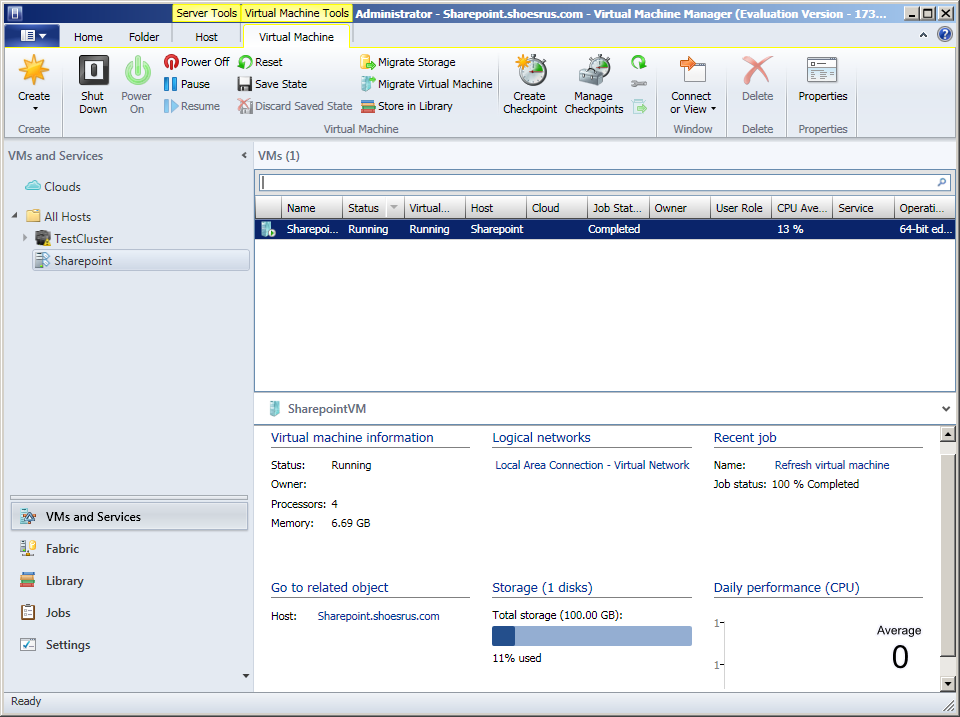 Server Tools Virtual Machine Tools Administrator - Sharepoint.shoesrus.com - Virtual Machine Manager (Evaluation Version - 173...
Home Folder Host Virtual Machine
Create
Shut Down
Power On
Power Off
Pause
Resume
Reset
Save State
Discard Saved State
Migrate Storage
Migrate Virtual Machine
Store in Library
Create Checkpoint
Manage Checkpoints
Connect or View
Delete
Properties
Create Virtual Machine Window Delete Properties
VMs and Services
Clouds
All Hosts
TestCluster
Sharepoint
VMs (1)
Name Status Virtual... Host Cloud Job Stat... Owner User Role CPU Ave... Service Operati...
Sharepoi... Running Running Sharepoint Completed 13 % 64-bit ed...
SharepointVM
Virtual machine information
Status: Running
Owner:
Processors: 4
Memory: 6.69 GB
Logical networks
Local Area Connection - Virtual Network
Recent job
Name: Refresh virtual machine
Job status: 100 % Completed
Go to related object
Host: Sharepoint.shoesrus.com
Storage (1 disks)
Total storage (100.00 GB):
11% used
Daily performance (CPU)
1
1
Average
0
VMs and Services
Fabric
Library
Jobs
Settings
Ready